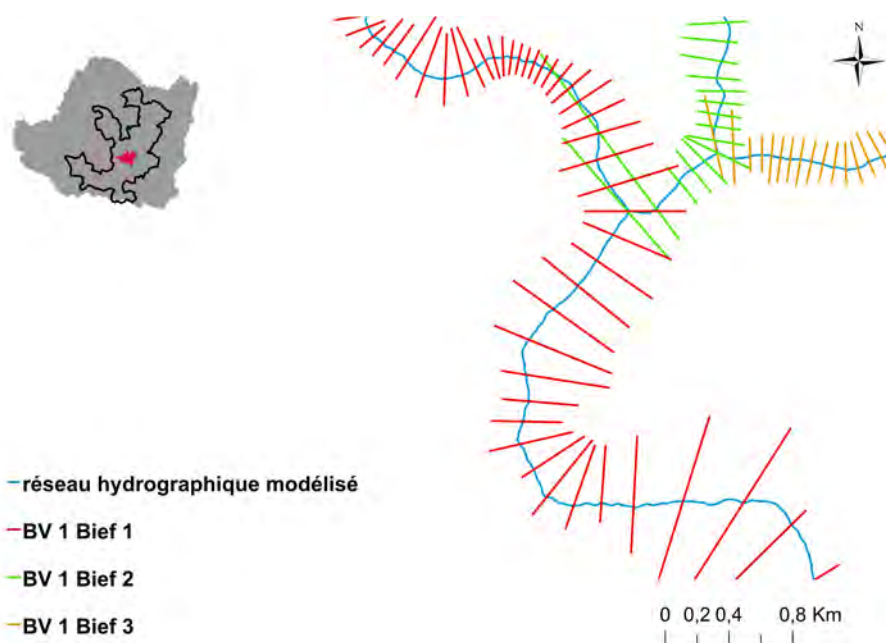 N
réseau hydrographique modélisé
BV 1 Bief 1
BV 1 Bief 2
BV 1 Bief 3
0 0,2 0,4 0,8 Km